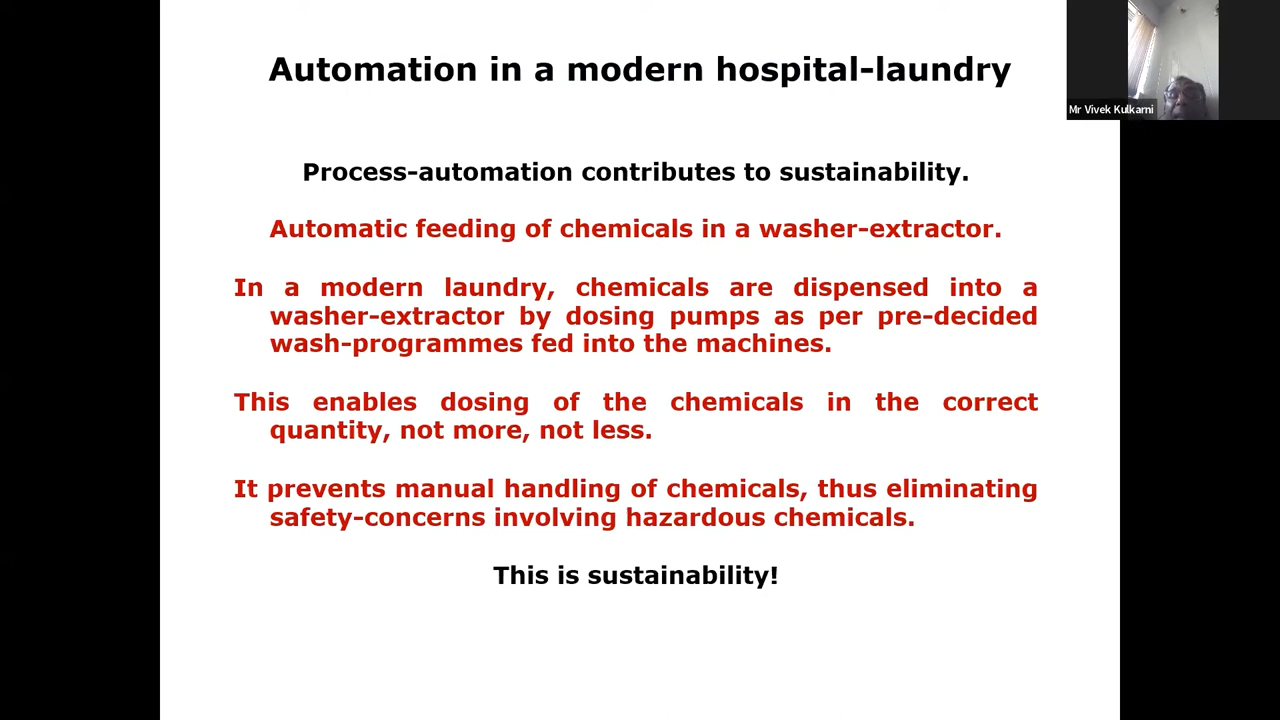 Automation in a modern hospital-laundry
Mr Vivek Kulkarni
Process-automation contributes to sustainability.
Automatic feeding of chemicals in a washer-extractor.
In a modern laundry, chemicals are dispensed into a
washer-extractor by dosing pumps as per pre-decided
wash-programmes fed into the machines.
This enables dosing of the chemicals in the correct
quantity, not more, not less.
It prevents manual handling of chemicals, thus eliminating
safety-concerns involving hazardous chemicals.
This is sustainability!